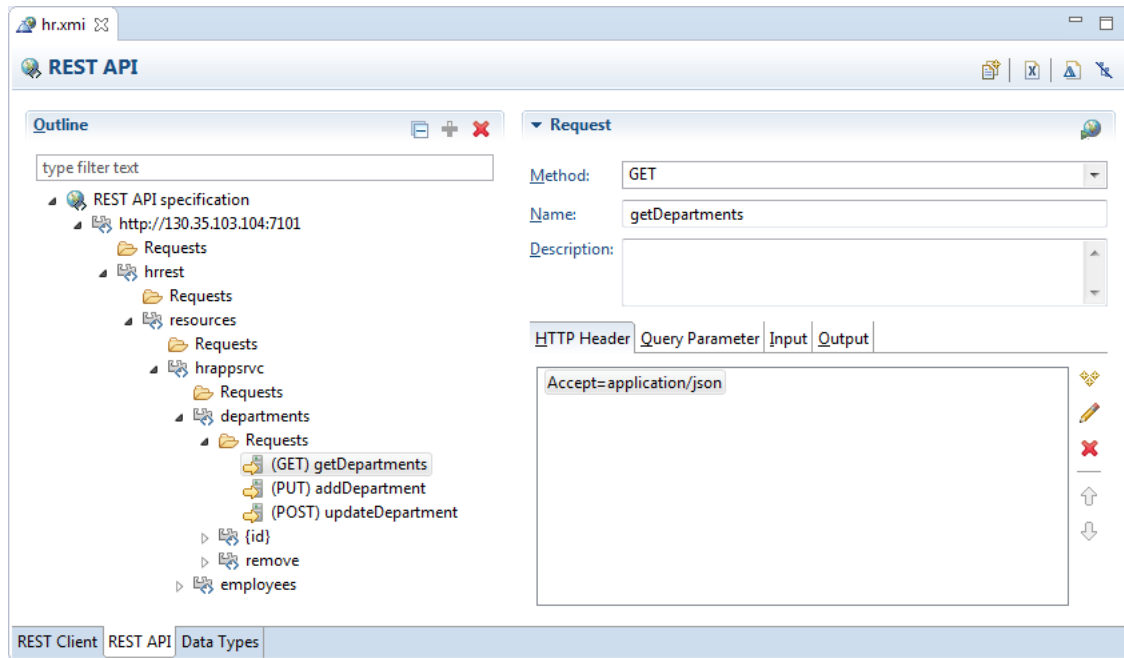 hr.xmi
REST API
Outline
type filter text
REST API specification
http://130.35.103.104:7101
Requests
hrrest
Requests
resources
Requests
hrappsrvc
Requests
departments
Requests
(GET) getDepartments
(PUT) addDepartment
(POST) updateDepartment
{id}
remove
employees
Request
Method: GET
Name: getDepartments
Description:
HTTP Header Query Parameter Input Output
Accept=application/json
REST Client REST API Data Types